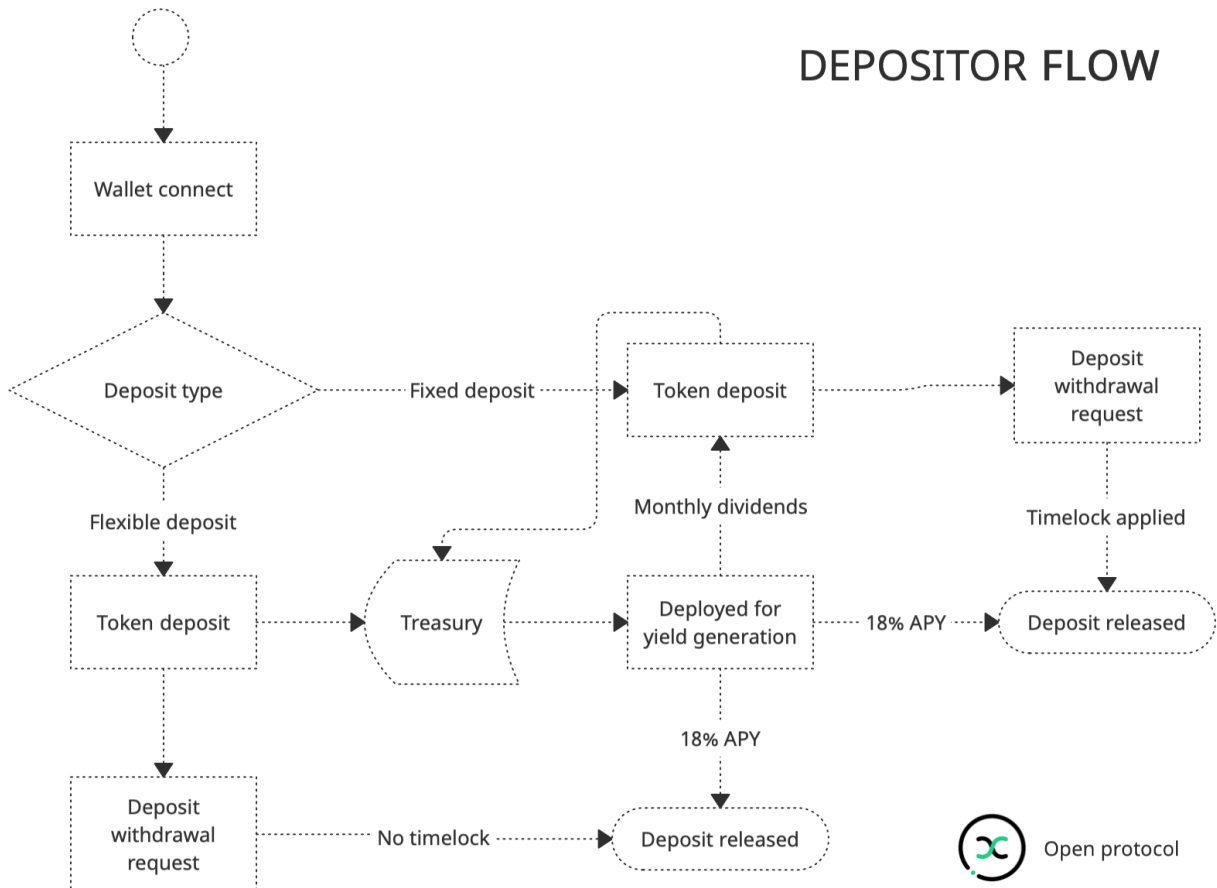 DEPOSITOR FLOW
Wallet connect
Deposit type
Fixed deposit
Token deposit
Deposit
withdrawal
request
Flexible deposit
Monthly dividends
Timelock applied
Token deposit
Treasury
Deployed for
yield generation
18% APY
Deposit released
18% APY
Deposit
withdrawal
request
No timelock
Deposit released
Open protocol